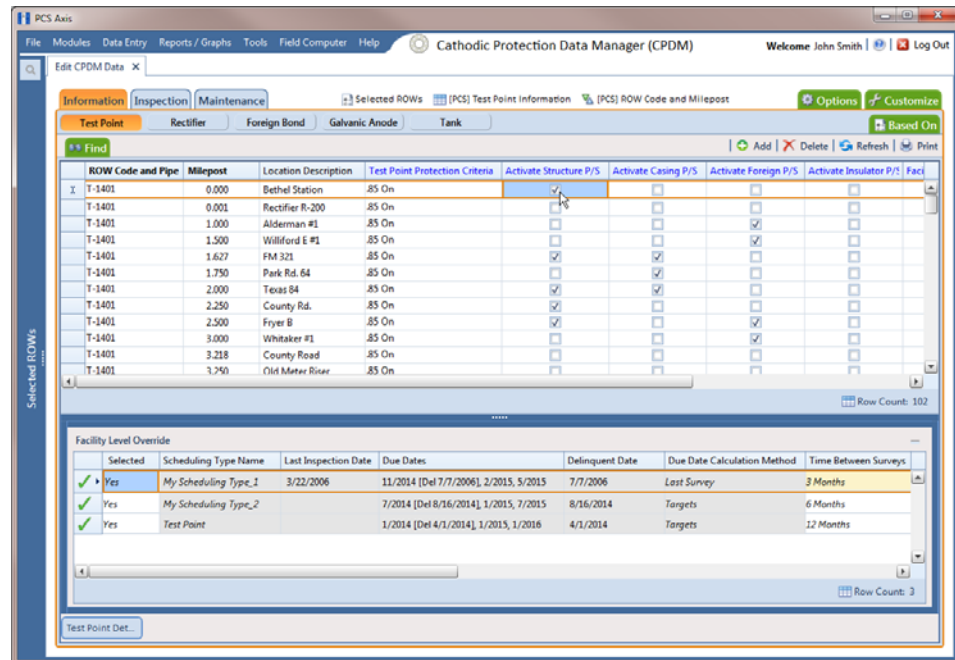 PCS Axis
File Modules Data Entry Reports / Graphs Tools Field Computer Help Cathodic Protection Data Manager (CPDM) Welcome John Smith | | Log Out
Edit CPDM Data X
Information Inspection Maintenance Selected ROWs [PCS] Test Point Information [PCS] ROW Code and Milepost Options Customize
Test Point Rectifier Foreign Bond Galvanic Anode Tank Based On
Find | Add | Delete | Refresh | Print
ROW Code and Pipe Milepost Location Description Test Point Protection Criteria Activate Structure P/S Activate Casing P/S Activate Foreign P/S Activate Insulator P/S Faci
T-1401 0.000 Bethel Station .85 On
T-1401 0.001 Rectifier R-200 .85 On
T-1401 1.000 Alderman #1 .85 On
T-1401 1.500 Williford E #1 .85 On
T-1401 1.627 FM 321 .85 On
T-1401 1.750 Park Rd. 64 .85 On
T-1401 2.000 Texas 84 .85 On
T-1401 2.250 County Rd. .85 On
T-1401 2.500 Fryer B .85 On
T-1401 3.000 Whitaker #1 .85 On
T-1401 3.218 County Road .85 On
T-1401 3.250 Old Meter Riser .85 On
Row Count: 102
Selected ROWs
Facility Level Override
Selected Scheduling Type Name Last Inspection Date Due Dates Delinquent Date Due Date Calculation Method Time Between Surveys
Yes My Scheduling Type_1 3/22/2006 11/2014 [Del 7/7/2006], 2/2015, 5/2015 7/7/2006 Last Survey 3 Months
Yes My Scheduling Type_2 7/2014 [Del 8/16/2014], 1/2015, 7/2015 8/16/2014 Targets 6 Months
Yes Test Point 1/2014 [Del 4/1/2014], 1/2015, 1/2016 4/1/2014 Targets 12 Months
Row Count: 3
Test Point Det...